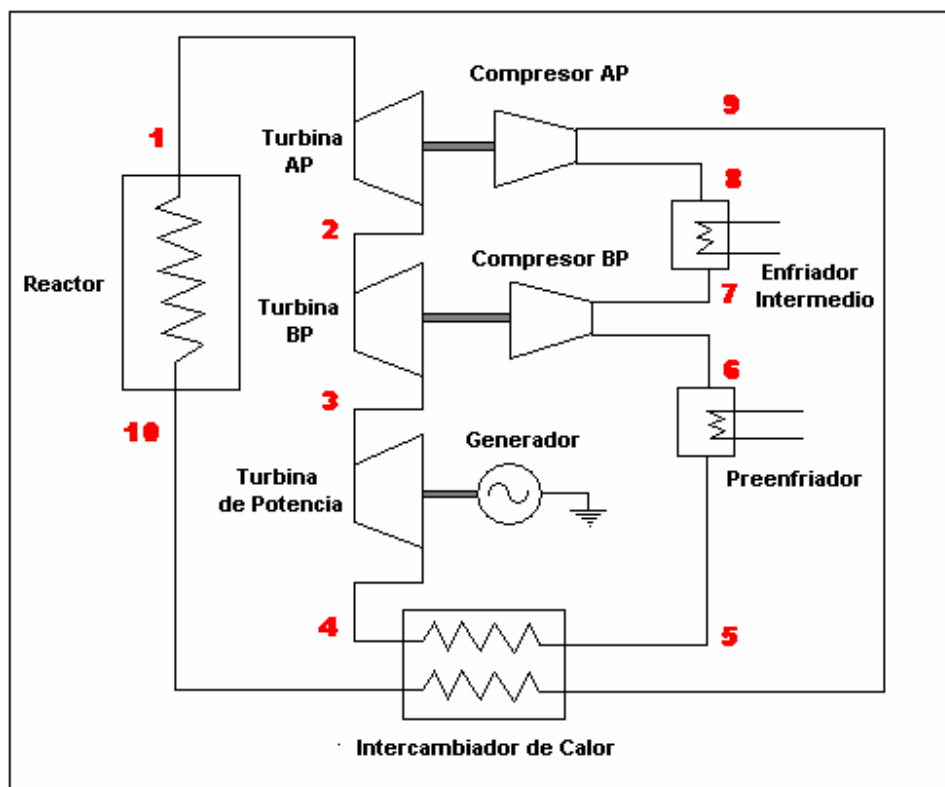 Compresor AP
9
1
Turbina
AP
8
2
Compresor BP
Reactor
Enfriador
Intermedio
7
Turbina
BP
6
3
10
Generador
Turbina
de Potencia
Preenfriador
4
5
Intercambiador de Calor